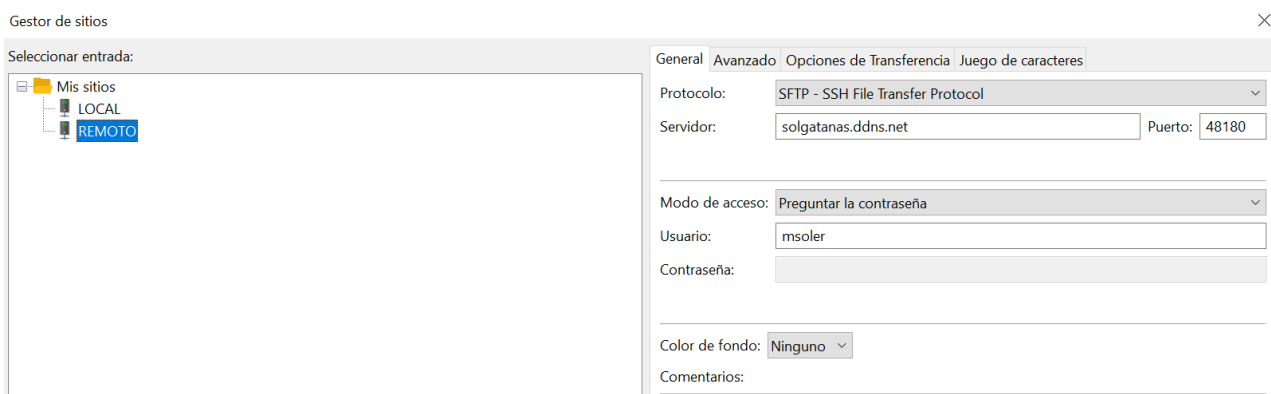 Gestor de sitios
Seleccionar entrada:
Mis sitios
LOCAL
REMOTO
General Avanzado Opciones de Transferencia Juego de caracteres
Protocolo: SFTP - SSH File Transfer Protocol
Servidor: solgatanas.ddns.net Puerto: 48180
Modo de acceso: Preguntar la contraseña
Usuario: msoler
Contraseña:
Color de fondo: Ninguno
Comentarios: